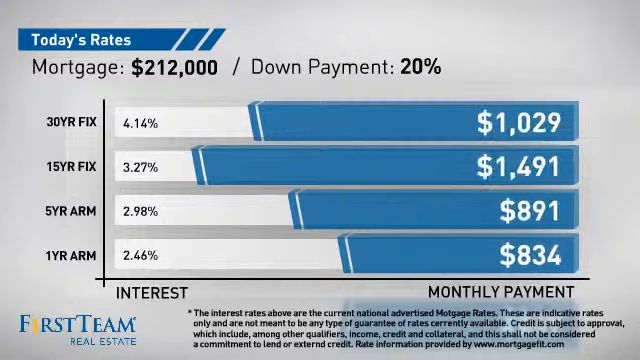 Today's Rates
Mortgage: $212,000 / Down Payment: 20%
30YR FIX 4.14% $1,029
15YR FIX 3.27% $1,491
5YR ARM 2.98% $891
1YR ARM 2.46% $834
INTEREST MONTHLY PAYMENT
* The interest rates above are the current national advertised Motgage Rates. These are indicative rates
only and are not meant to be any type of guarantee of rates cerrently available. Credit is subject to approval,
which include, among other qualifiers, income, credit and collateral, and this shall not be considered
a commitment to lend or externd credit. Rate information provided by www.mortgagefit.com
FIRSTTEAM®
REAL ESTATE